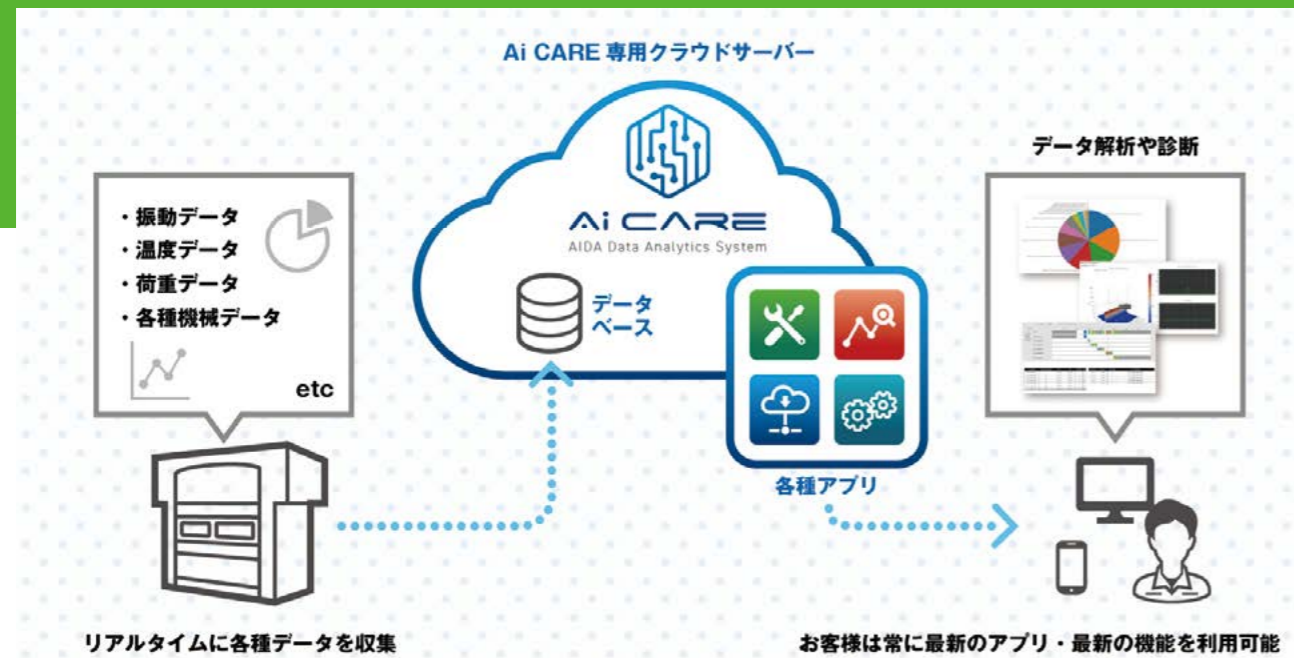 Ai CARE 専用クラウドサーバー
データ解析や診断
・振動データ
・温度データ
・荷重データ
・各種機械データ
etc
Ai CARE
AIDA Data Analytics System
データ
ベース
各種アプリ
リアルタイムに各種データを収集
お客様は常に最新のアプリ・最新の機能を利用可能